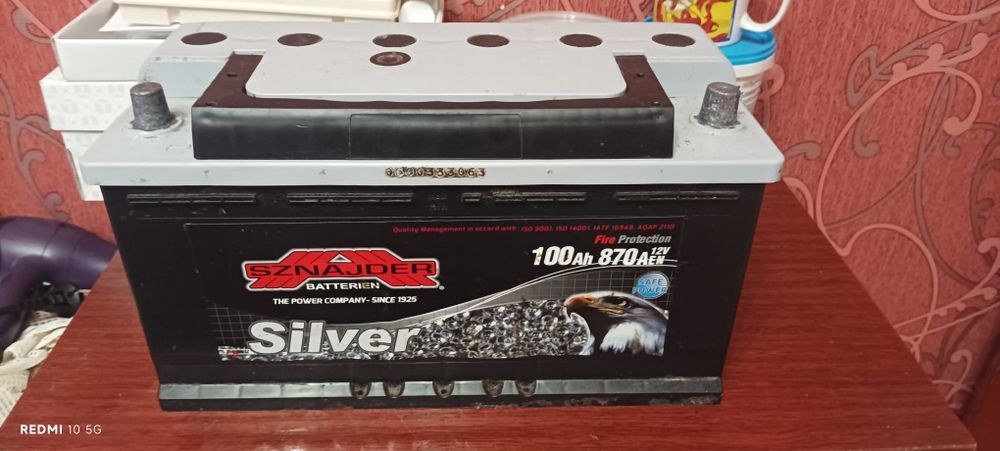 0000333063
Quality Management in accord with : ISO 9001, ISO 14001, IATF 16949, AQAP 2110
Fire Protection
100Ah 870A EN 12V
SZNAJDER
BATTERIEN
THE POWER COMPANY- SINCE 1925
SAFE
POWER
Silver
REDMI 10 5G